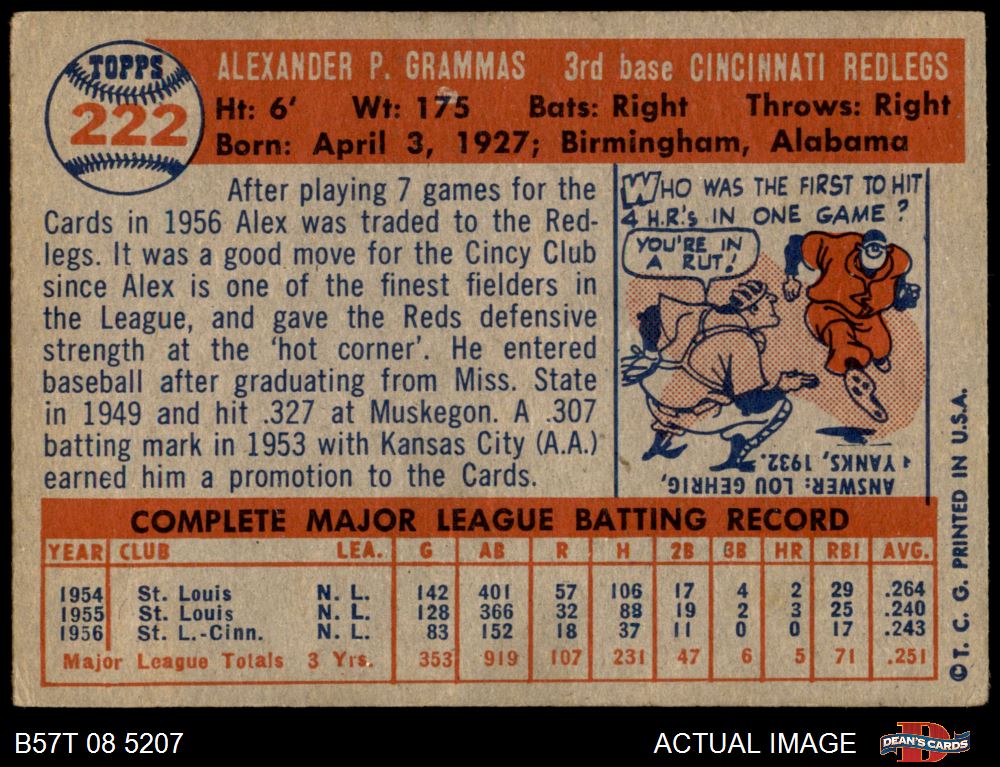 TOPPS
222
ALEXANDER P. GRAMMAS 3rd base CINCINNATI REDLEGS
Ht: 6' Wt: 175 Bats: Right Throws: Right
Born: April 3, 1927; Birmingham, Alabama
After playing 7 games for the
Cards in 1956 Alex was traded to the Red-
legs. It was a good move for the Cincy Club
since Alex is one of the finest fielders in
the League, and gave the Reds defensive
strength at the 'hot corner'. He entered
baseball after graduating from Miss. State
in 1949 and hit .327 at Muskegon. A .307
batting mark in 1953 with Kansas City (A.A.)
earned him a promotion to the Cards.
WHO WAS THE FIRST TO HIT
4 H.R.'s IN ONE GAME?
YOU'RE IN
A RUT!
ANSWER: LOU GEHRIG,
YANKS, 1932.
COMPLETE MAJOR LEAGUE BATTING RECORD
YEAR CLUB LEA. G AB R H 2B 3B HR RBI AVG.
1954 St. Louis N. L. 142 401 57 106 17 4 2 29 .264
1955 St. Louis N. L. 128 366 32 88 19 2 3 25 .240
1956 St. L.-Cinn. N. L. 83 152 18 37 11 0 0 17 .243
Major League Totals 3 Yrs. 353 919 107 231 47 6 5 71 .251
© T. C. G. PRINTED IN U.S.A.
B57T 08 5207
ACTUAL IMAGE
DEAN'S CARDS